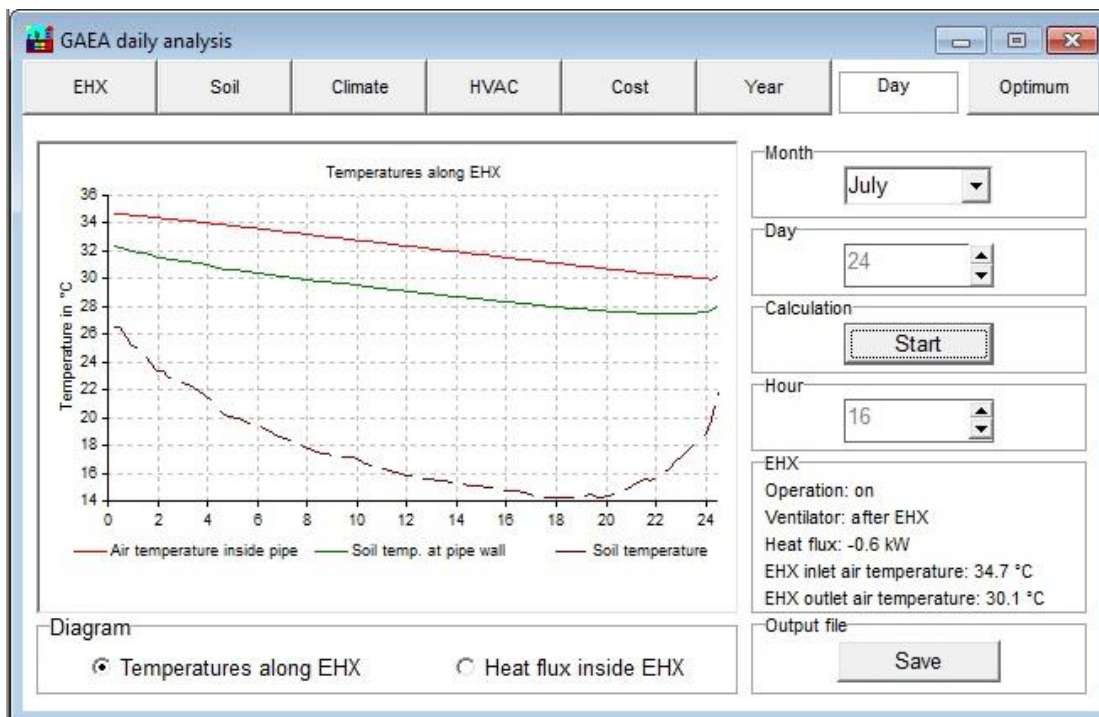 GAEA daily analysis
EHX Soil Climate HVAC Cost Year Day Optimum
Temperatures along EHX
Temperature in °C
36
34
32
30
28
26
24
22
20
18
16
14
0 2 4 6 8 10 12 14 16 18 20 22 24
Air temperature inside pipe Soil temp. at pipe wall Soil temperature
Month
July
Day
24
Calculation
Start
Hour
16
EHX
Operation: on
Ventilator: after EHX
Heat flux: -0.6 kW
EHX inlet air temperature: 34.7 °C
EHX outlet air temperature: 30.1 °C
Diagram
Temperatures along EHX Heat flux inside EHX
Output file
Save